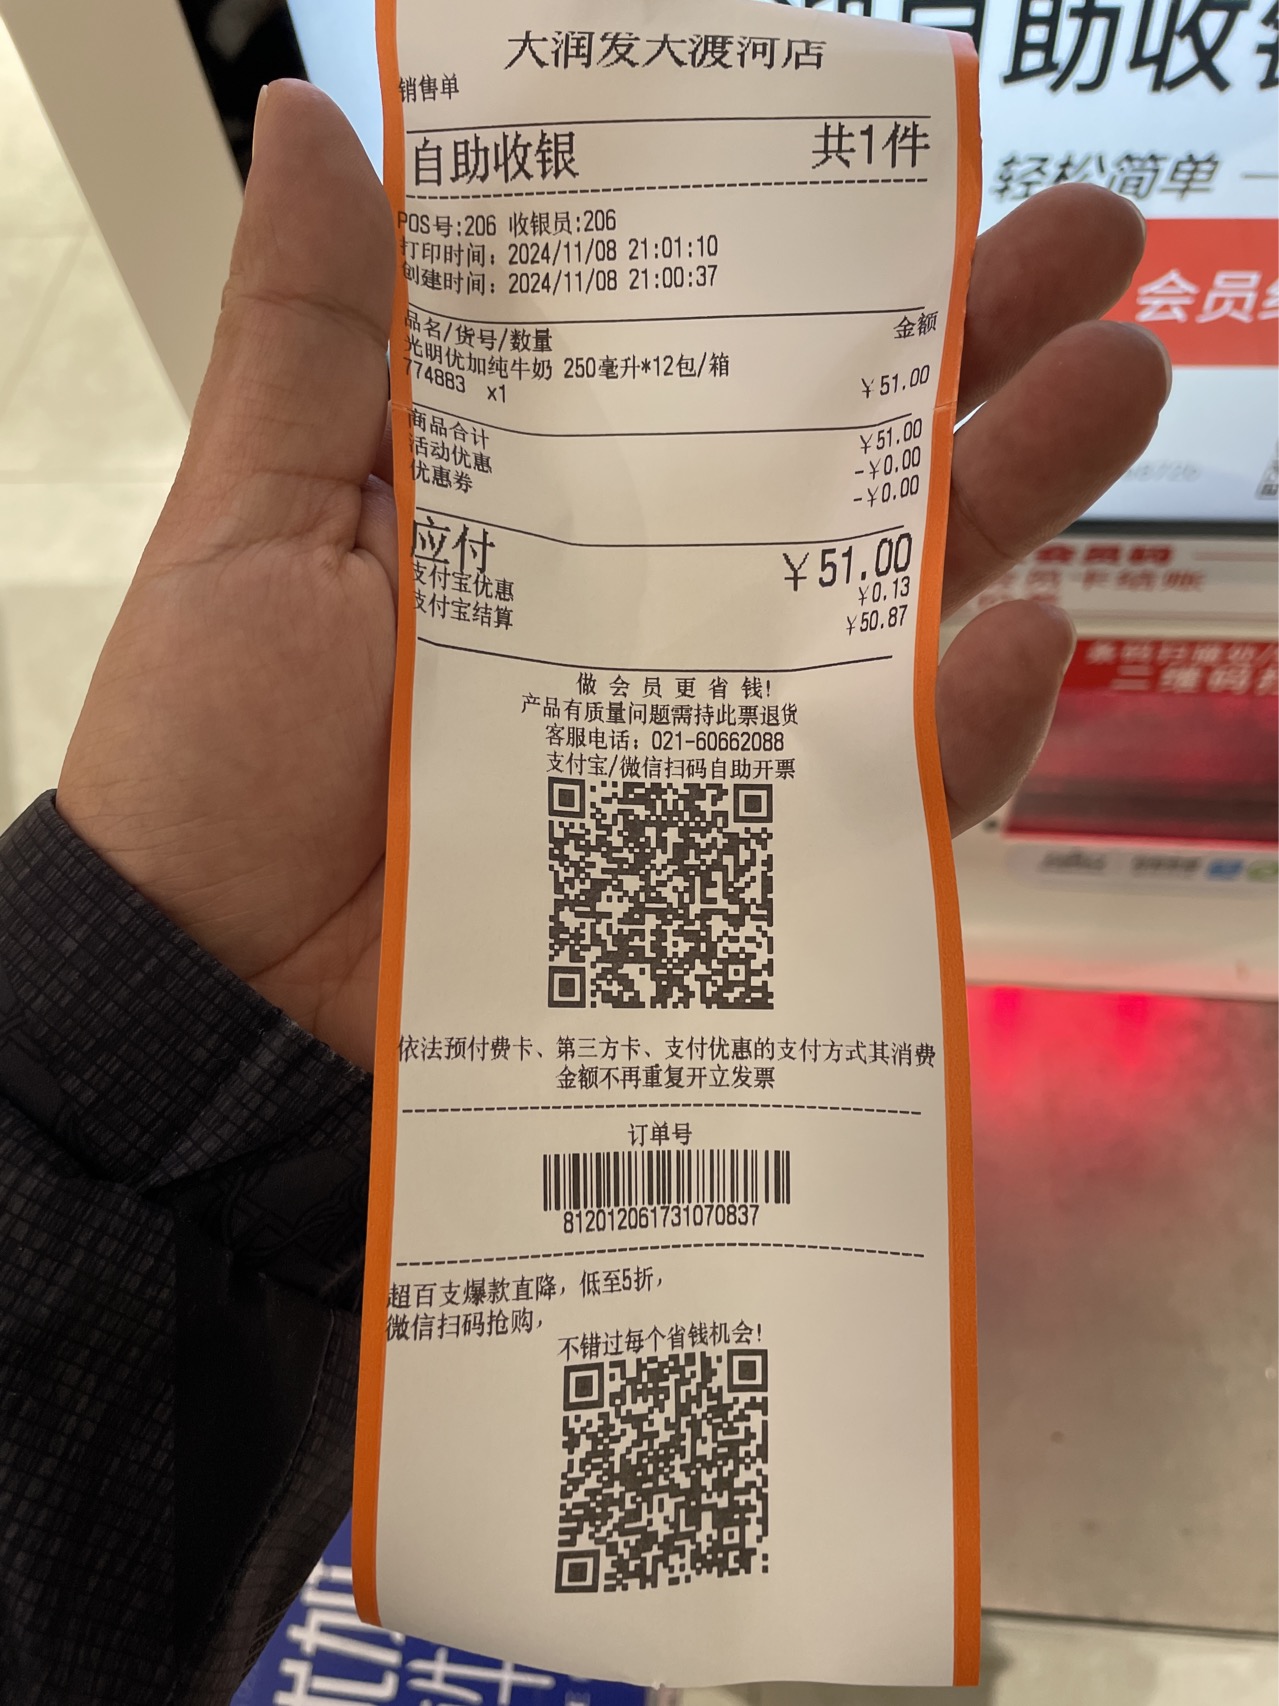 大润发大渡河店
销售单
自助收银 共1件
POS号:206 收银员:206
打印时间: 2024/11/08 21:01:10
创建时间: 2024/11/08 21:00:37
品名/货号/数量 金额
光明优加纯牛奶 250毫升*12包/箱
774883 x1 ￥51.00
商品合计 ￥51.00
活动优惠 -￥0.00
优惠券 -￥0.00
应付 ￥51.00
支付宝优惠 ￥0.13
支付宝结算 ￥50.87
做会员更省钱!
产品有质量问题需持此票退货
客服电话: 021-60662088
支付宝/微信扫码自助开票
依法预付费卡、第三方卡、支付优惠的支付方式其消费
金额不再重复开立发票
订单号
812012061731070837
超百支爆款直降，低至5折，
微信扫码抢购，
不错过每个省钱机会!
自助收
轻松简单
会员
会员码
二维码
优加